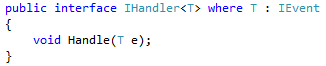 public interface IHandler<T> where T : IEvent
{
    void Handle(T e);
}